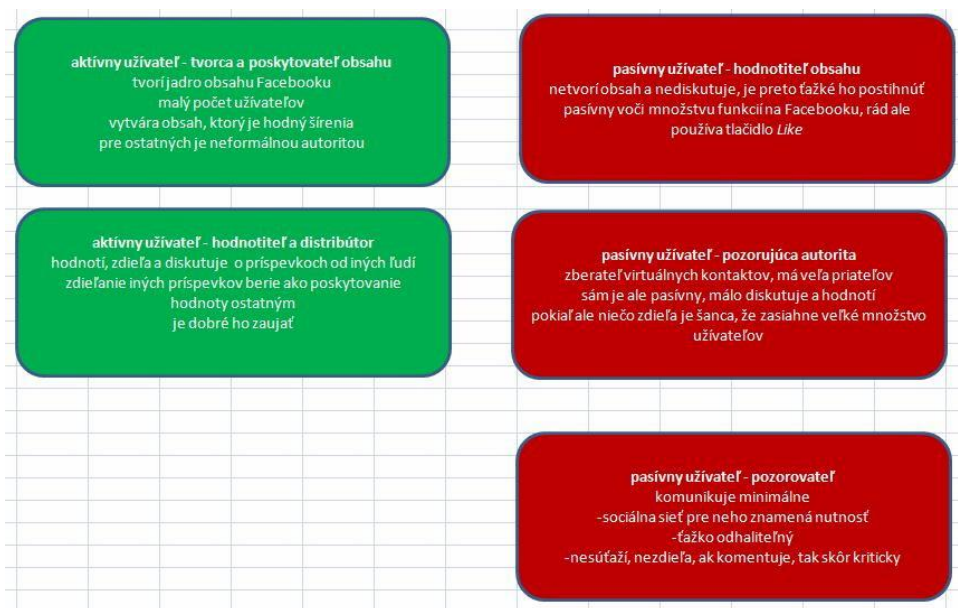 aktívny užívateľ - tvorca a poskytovateľ obsahu
tvorí jadro obsahu Facebooku
malý počet užívateľov
vytvára obsah, ktorý je hodný šírenia
pre ostatných je neformálnou autoritou
aktívny užívateľ - hodnotiteľ a distribútor
hodnotí, zdieľa a diskutuje o príspevkoch od iných ľudí
zdieľanie iných príspevkov berie ako poskytovanie
hodnoty ostatným
je dobré ho zaujať
pasívny užívateľ - hodnotiteľ obsahu
netvorí obsah a nediskutuje, je preto ťažké ho postihnúť
pasívny voči množstvu funkcií na Facebooku, rád ale
používa tlačidlo Like
pasívny užívateľ - pozorujúca autorita
zberateľ virtuálnych kontaktov, má veľa priateľov
sám je ale pasívny, málo diskutuje a hodnotí
pokiaľ ale niečo zdieľa je šanca, že zasiahne veľké množstvo
užívateľov
pasívny užívateľ - pozorovateľ
komunikuje minimálne
-sociálna sieť pre neho znamená nutnosť
-ťažko odhaliteľný
-nesúťaží, nezdieľa, ak komentuje, tak skôr kriticky